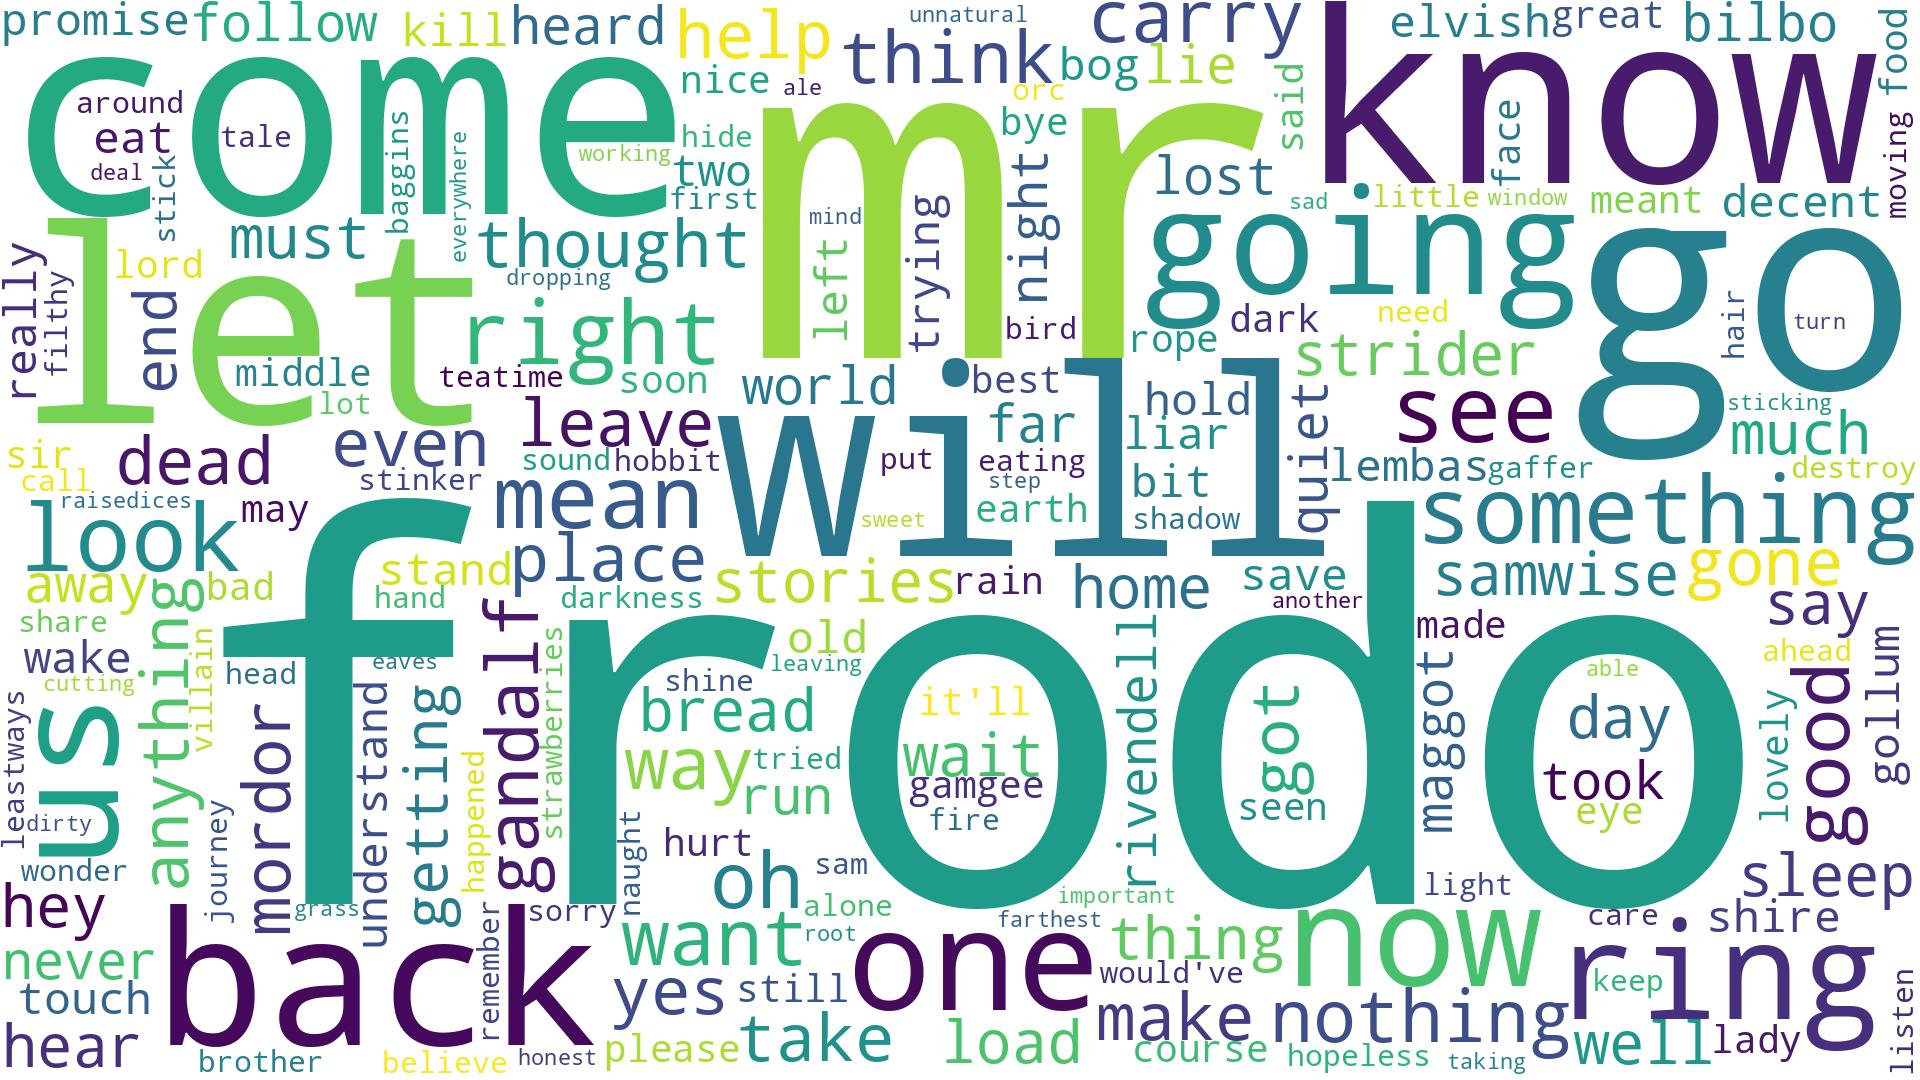 promise
follow
kill
heard
help
unnatural
think
carry
elvish
great
bilbo
food
come
mr
know
nice
ale
bog
lie
orc
bye
said
around
eat
tale
deal
stick
baggins
everywhere
hide
working
two
first
mind
left
trying
night
lost
face
sad
little
window
meant
decent
moving
let
must
thought
dropping
going
go
really
filthy
lord
end
right
bird
rope
dark
need
hair
turn
middle
lot
teatime
soon
world
best
strider
will
hold
quiet
see
sticking
much
sir
call
dead
even
stinker
leave
sound
hobbit
put
far
eating
step
liar
bit
lembas
gaffer
destroy
raisedices
may
look
mean
sweet
earth
shadow
something
place
away
bad
stand
hand
darkness
stories
rain
home
save
another
samwise
gone
say
frodo
share
wake
cutting
anything
villain
head
eaves
gandalf
strawberries
old
leaving
shine
bread
it'll
rivendell
got
made
maggot
able
day
ahead
lovely
good
gollum
us
leastways
dirty
wonder
journey
mordor
understand
getting
happened
way
tried
run
wait
gamgee
fire
seen
took
eye
hey
grass
naught
hurt
oh
sam
light
sleep
never
back
remember
sorry
want
alone
root
one
important
farthest
thing
now
care
shire
ring
touch
yes
still
would've
make
nothing
keep
listen
hear
brother
believe
honest
please
take
load
course
hopeless
taking
well
lady